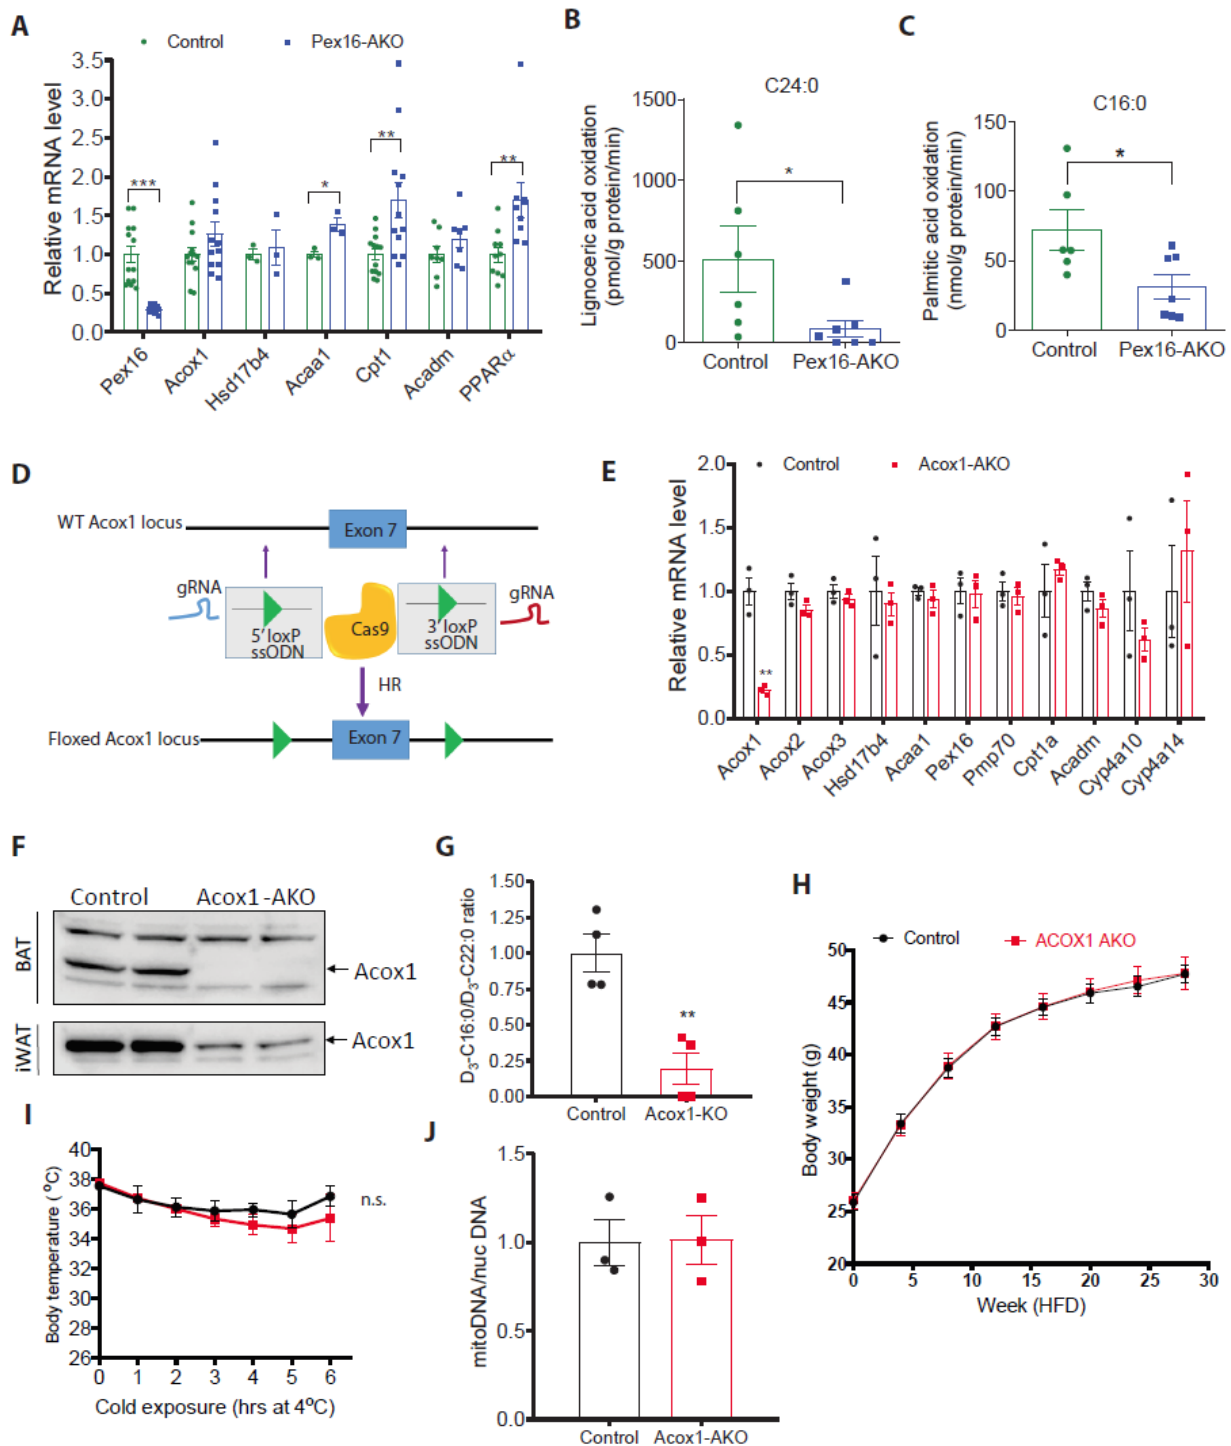 A
Control
Pex16-AKO
Relative mRNA level
3.5
3.0
2.5
2.0
1.5
1.0
0.5
0.0
***
*
**
**
Pex16
Acox1
Hsd17b4
Acaa1
Cpt1
Acadm
PPARα
B
C24:0
Lignoceric acid oxidation
(pmol/g protein/min)
1500
1000
500
0
*
Control
Pex16-AKO
C
C16:0
Palmitic acid oxidation
(nmol/g protein/min)
150
100
50
0
*
Control
Pex16-AKO
D
WT Acox1 locus
Exon 7
gRNA
5' loxP
ssODN
Cas9
3' loxP
ssODN
gRNA
HR
Floxed Acox1 locus
Exon 7
E
Control
Acox1-AKO
Relative mRNA level
2.0
1.5
1.0
0.5
0.0
**
Acox1
Acox2
Acox3
Hsd17b4
Acaa1
Pex16
Pmp70
Cpt1a
Acadm
Cyp4a10
Cyp4a14
F
Control
Acox1-AKO
BAT
Acox1
iWAT
Acox1
G
D3-C16:0/D3-C22:0 ratio
1.50
1.25
1.00
0.75
0.50
0.25
0.00
**
Control
Acox1-KO
H
Control
ACOX1 AKO
Body weight (g)
50
45
40
35
30
25
20
0
5
10
15
20
25
30
Week (HFD)
I
Body temperature (°C)
40
38
36
34
32
30
28
26
n.s.
0
1
2
3
4
5
6
Cold exposure (hrs at 4°C)
J
mitoDNA/nuc DNA
1.5
1.0
0.5
0.0
Control
Acox1-AKO